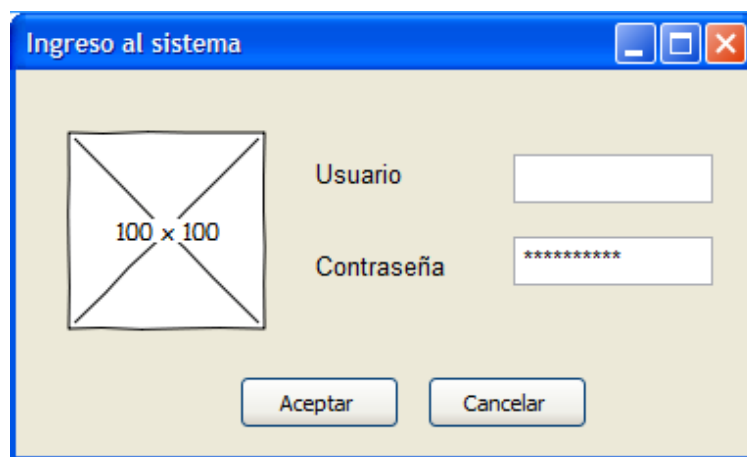 Ingreso al sistema
Usuario
100 x 100
Contraseña
**********
Aceptar
Cancelar